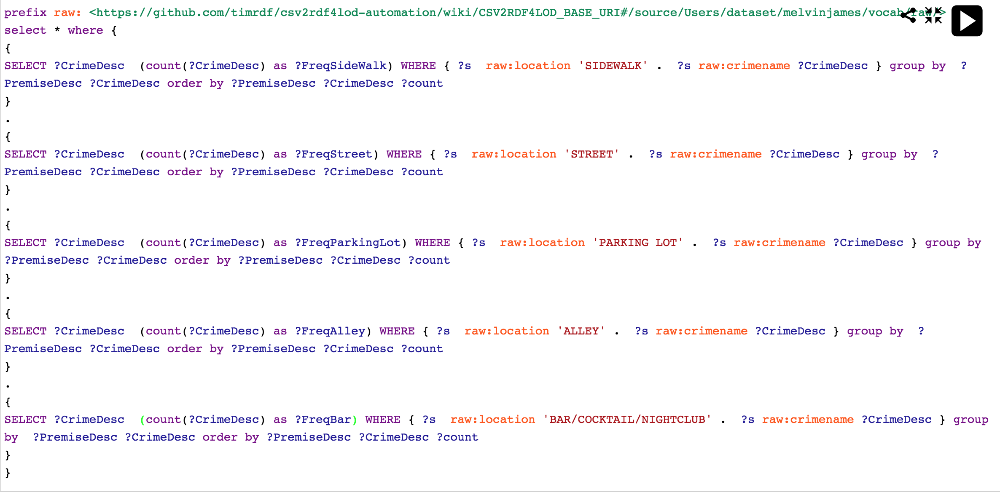 prefix raw: <https://github.com/timrdf/csv2rdf4lod-automation/wiki/CSV2RDF4LOD_BASE_URI#/source/Users/dataset/melvinjames/vocab/raw/>
select * where {
{
SELECT ?CrimeDesc  (count(?CrimeDesc) as ?FreqSideWalk) WHERE { ?s  raw:location 'SIDEWALK' .  ?s raw:crimename ?CrimeDesc } group by  ?
PremiseDesc ?CrimeDesc order by ?PremiseDesc ?CrimeDesc ?count
}
.
{
SELECT ?CrimeDesc  (count(?CrimeDesc) as ?FreqStreet) WHERE { ?s  raw:location 'STREET' .  ?s raw:crimename ?CrimeDesc } group by  ?
PremiseDesc ?CrimeDesc order by ?PremiseDesc ?CrimeDesc ?count
}
.
{
SELECT ?CrimeDesc  (count(?CrimeDesc) as ?FreqParkingLot) WHERE { ?s  raw:location 'PARKING LOT' .  ?s raw:crimename ?CrimeDesc } group by
?PremiseDesc ?CrimeDesc order by ?PremiseDesc ?CrimeDesc ?count
}
.
{
SELECT ?CrimeDesc  (count(?CrimeDesc) as ?FreqAlley) WHERE { ?s  raw:location 'ALLEY' .  ?s raw:crimename ?CrimeDesc } group by  ?
PremiseDesc ?CrimeDesc order by ?PremiseDesc ?CrimeDesc ?count
}
.
{
SELECT ?CrimeDesc  (count(?CrimeDesc) as ?FreqBar) WHERE { ?s  raw:location 'BAR/COCKTAIL/NIGHTCLUB' .  ?s raw:crimename ?CrimeDesc } group
by  ?PremiseDesc ?CrimeDesc order by ?PremiseDesc ?CrimeDesc ?count
}
}